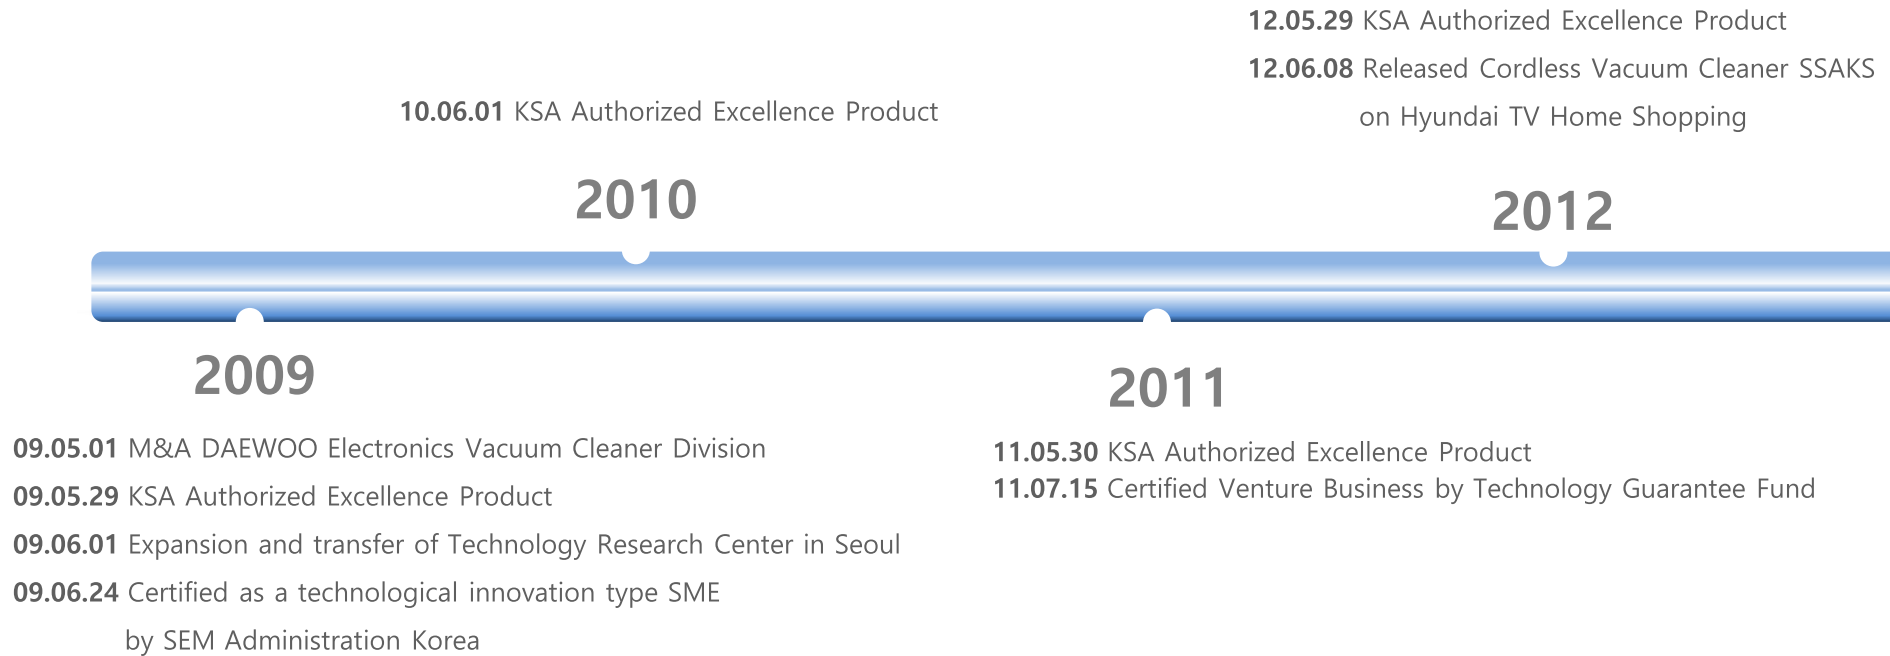 12.05.29 KSA Authorized Excellence Product
12.06.08 Released Cordless Vacuum Cleaner SSAKS
on Hyundai TV Home Shopping
10.06.01 KSA Authorized Excellence Product
2010
2012
2009
2011
09.05.01 M&A DAEWOO Electronics Vacuum Cleaner Division
09.05.29 KSA Authorized Excellence Product
09.06.01 Expansion and transfer of Technology Research Center in Seoul
09.06.24 Certified as a technological innovation type SME
by SEM Administration Korea
11.05.30 KSA Authorized Excellence Product
11.07.15 Certified Venture Business by Technology Guarantee Fund